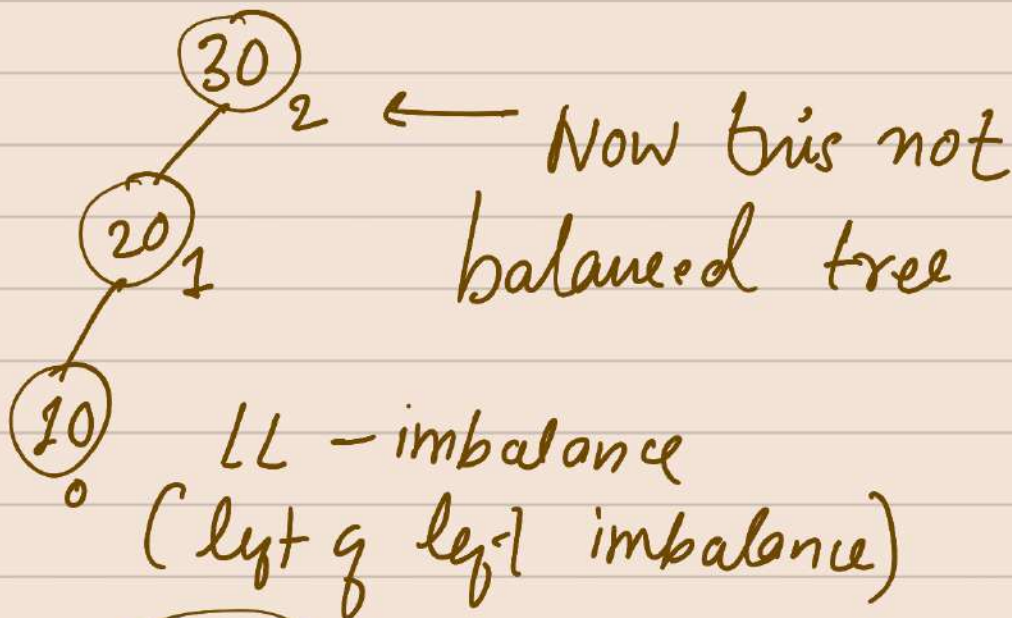 30
2 ← Now this not
20
1
balanced tree
10
0
LL - imbalance
(left of left imbalance)